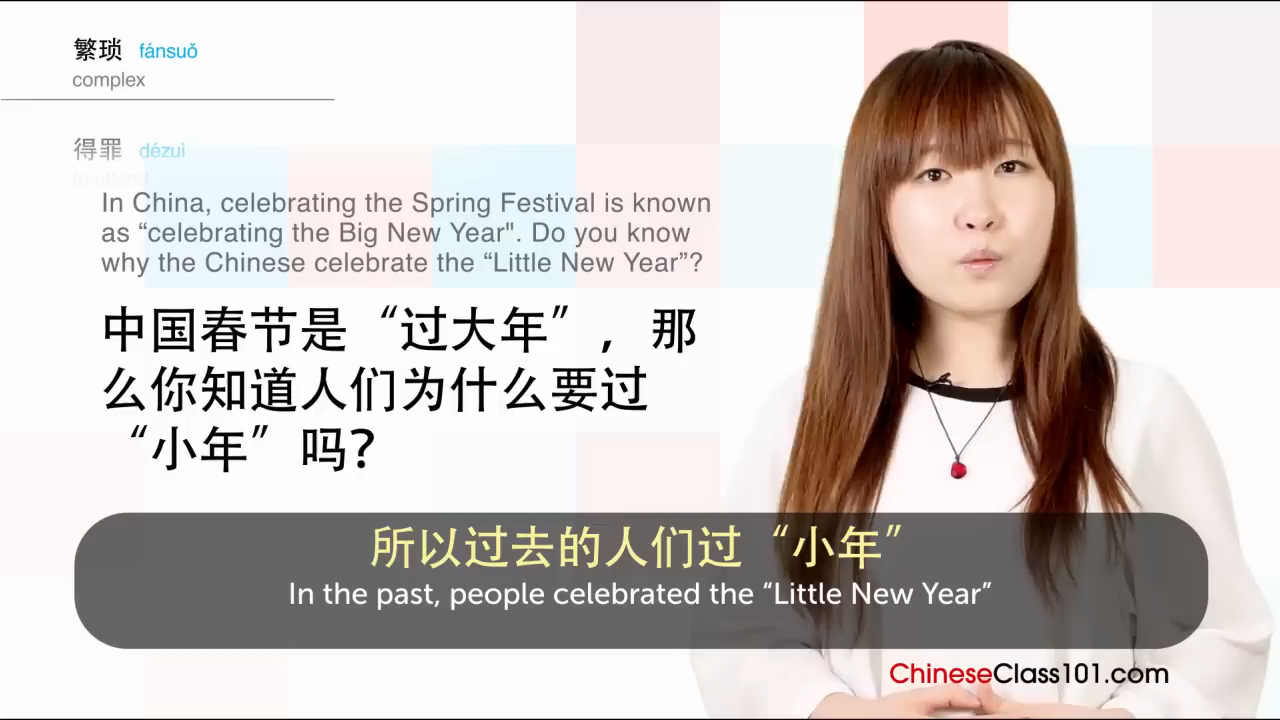 繁琐 fánsuǒ
complex
得罪 dézuì
to offend
In China, celebrating the Spring Festival is known
as “celebrating the Big New Year". Do you know
why the Chinese celebrate the “Little New Year”?
中国春节是“过大年”，那
么你知道人们为什么要过
“小年”吗？
所以过去的人们过“小年”
In the past, people celebrated the “Little New Year”
ChineseClass101.com